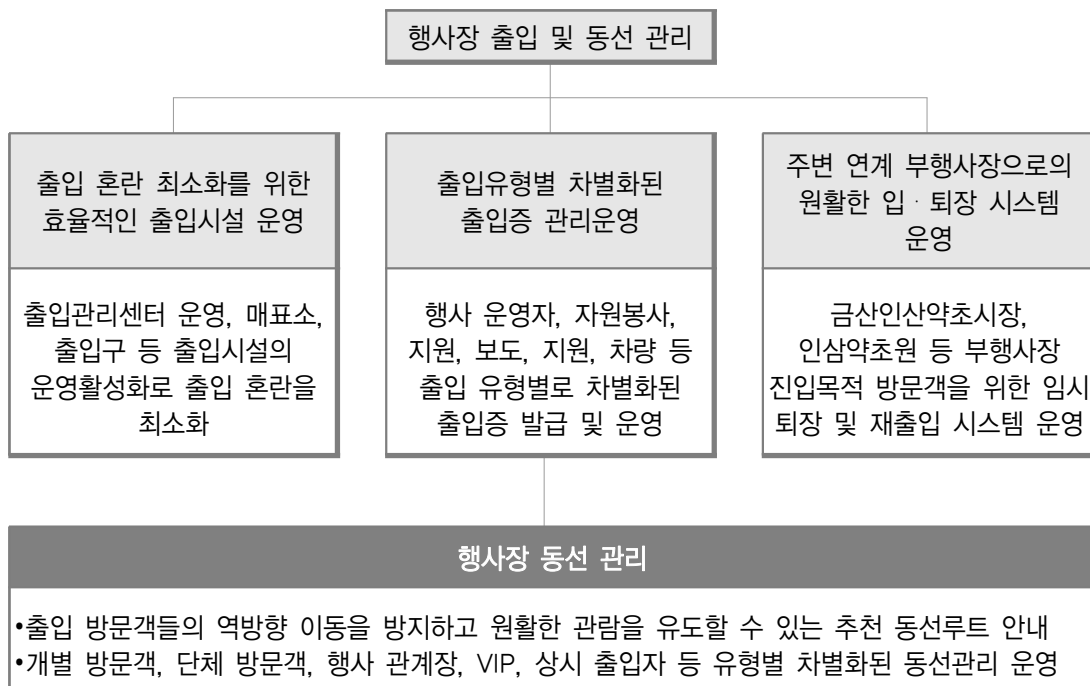 행사장 출입 및 동선 관리
출입 혼란 최소화를 위한
효율적인 출입시설 운영
출입관리센터 운영, 매표소,
출입구 등 출입시설의
운영활성화로 출입 혼란을
최소화
출입유형별 차별화된
출입증 관리운영
행사 운영자, 자원봉사,
지원, 보도, 지원, 차량 등
출입 유형별로 차별화된
출입증 발급 및 운영
주변 연계 부행사장으로의
원활한 입·퇴장 시스템
운영
금산인산약초시장,
인삼약초원 등 부행사장
진입목적 방문객을 위한 임시
퇴장 및 재출입 시스템 운영
행사장 동선 관리
•출입 방문객들의 역방향 이동을 방지하고 원활한 관람을 유도할 수 있는 추천 동선루트 안내
•개별 방문객, 단체 방문객, 행사 관계장, VIP, 상시 출입자 등 유형별 차별화된 동선관리 운영